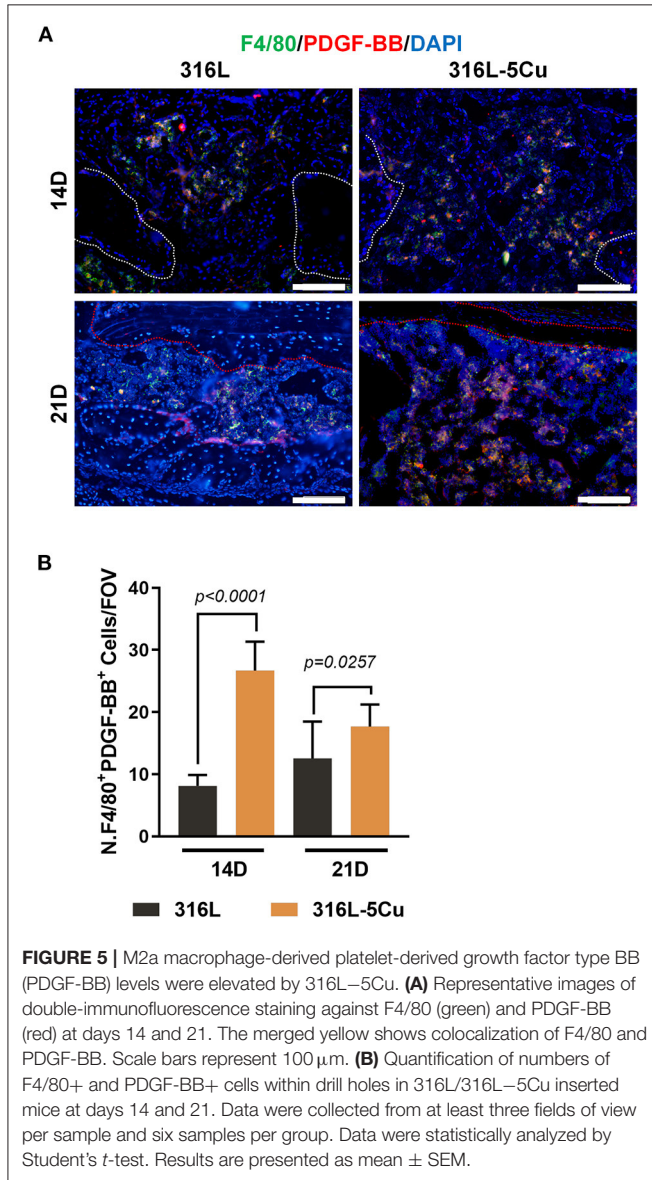 A
F4/80/PDGF-BB/DAPI
316L 316L-5Cu
14D
21D
B
N.F4/80+PDGF-BB+ Cells/FOV
40
30
20
10
0
p<0.0001
p=0.0257
14D 21D
316L 316L-5Cu
FIGURE 5 | M2a macrophage-derived platelet-derived growth factor type BB
(PDGF-BB) levels were elevated by 316L–5Cu. (A) Representative images of
double-immunofluorescence staining against F4/80 (green) and PDGF-BB
(red) at days 14 and 21. The merged yellow shows colocalization of F4/80 and
PDGF-BB. Scale bars represent 100 μm. (B) Quantification of numbers of
F4/80+ and PDGF-BB+ cells within drill holes in 316L/316L–5Cu inserted
mice at days 14 and 21. Data were collected from at least three fields of view
per sample and six samples per group. Data were statistically analyzed by
Student's t-test. Results are presented as mean ± SEM.